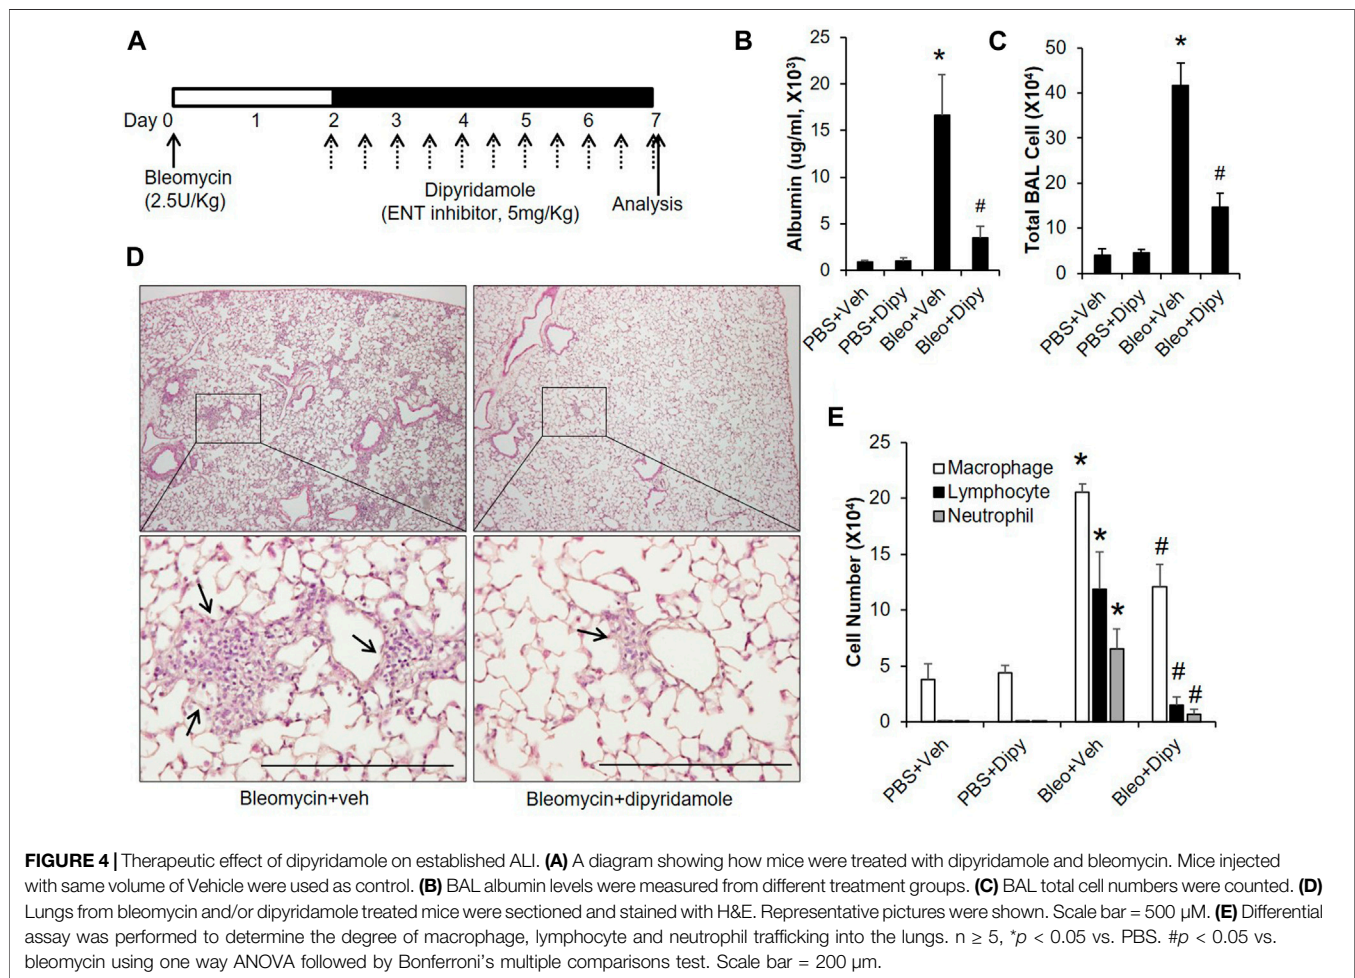 A
Day 0 1 2 3 4 5 6 7
Bleomycin
(2.5U/Kg)
Dipyridamole
(ENT inhibitor, 5mg/Kg)
Analysis
B
Albumin (ug/ml, X10³)
25
20
15
10
5
0
*
#
PBS+Veh
PBS+Dipy
Bleo+Veh
Bleo+Dipy
C
Total BAL Cell (X10⁴)
50
40
30
20
10
0
*
#
PBS+Veh
PBS+Dipy
Bleo+Veh
Bleo+Dipy
D
Bleomycin+veh
Bleomycin+dipyridamole
E
Cell Number (X10⁴)
25
20
15
10
5
0
Macrophage
Lymphocyte
Neutrophil
*
*
*
#
#
#
PBS+Veh
PBS+Dipy
Bleo+Veh
Bleo+Dipy
FIGURE 4 | Therapeutic effect of dipyridamole on established ALI. (A) A diagram showing how mice were treated with dipyridamole and bleomycin. Mice injected
with same volume of Vehicle were used as control. (B) BAL albumin levels were measured from different treatment groups. (C) BAL total cell numbers were counted. (D)
Lungs from bleomycin and/or dipyridamole treated mice were sectioned and stained with H&E. Representative pictures were shown. Scale bar = 500 µM. (E) Differential
assay was performed to determine the degree of macrophage, lymphocyte and neutrophil trafficking into the lungs. n ≥ 5, *p < 0.05 vs. PBS. #p < 0.05 vs.
bleomycin using one way ANOVA followed by Bonferroni's multiple comparisons test. Scale bar = 200 µm.